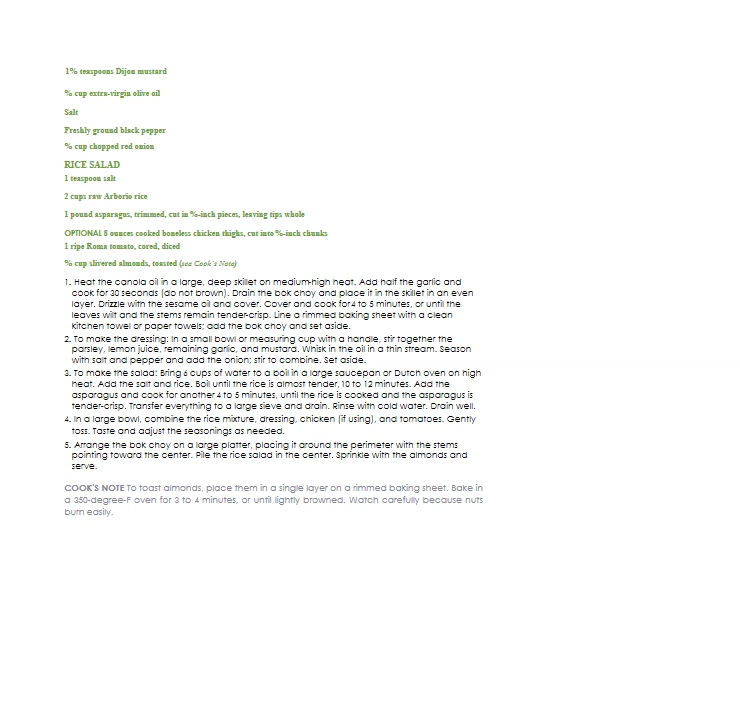 1% teaspoons Dijon mustard
% cup extra-virgin olive oil
Salt
Freshly ground black pepper
% cup chopped red onion
RICE SALAD
1 teaspoon salt
2 cups raw Arborio rice
1 pound asparagus, trimmed, cut in %-inch pieces, leaving tips whole
OPTIONAL 8 ounces cooked boneless chicken thighs, cut into %-inch chunks
1 ripe Roma tomato, cored, diced
% cup slivered almonds, toasted (see Cook's Note)
1. Heat the canola oil in a large, deep skillet on medium-high heat. Add half the garlic and
cook for 30 seconds (do not brown). Drain the bok choy and place it in the skillet in an even
layer. Drizzle with the sesame oil and cover. Cover and cook for 4 to 5 minutes, or until the
leaves wilt and the stems remain tender-crisp. Line a rimmed baking sheet with a clean
kitchen towel or paper towels; add the bok choy and set aside.
2. To make the dressing: In a small bowl or measuring cup with a handle, stir together the
parsley, lemon juice, remaining garlic, and mustard. Whisk in the oil in a thin stream. Season
with salt and pepper and add the onion; stir to combine. Set aside.
3. To make the salad: Bring 6 cups of water to a boil in a large saucepan or Dutch oven on high
heat. Add the salt and rice. Boil until the rice is almost tender, 10 to 12 minutes. Add the
asparagus and cook for another 4 to 5 minutes, until the rice is cooked and the asparagus is
tender-crisp. Transfer everything to a large sieve and drain. Rinse with cold water. Drain well.
4. In a large bowl, combine the rice mixture, dressing, chicken (if using), and tomatoes. Gently
toss. Taste and adjust the seasonings as needed.
5. Arrange the bok choy on a large platter, placing it around the perimeter with the stems
pointing toward the center. Pile the rice salad in the center. Sprinkle with the almonds and
serve.
COOK'S NOTE To toast almonds, place them in a single layer on a rimmed baking sheet. Bake in
a 350-degree-F oven for 3 to 4 minutes, or until lightly browned. Watch carefully because nuts
burn easily.